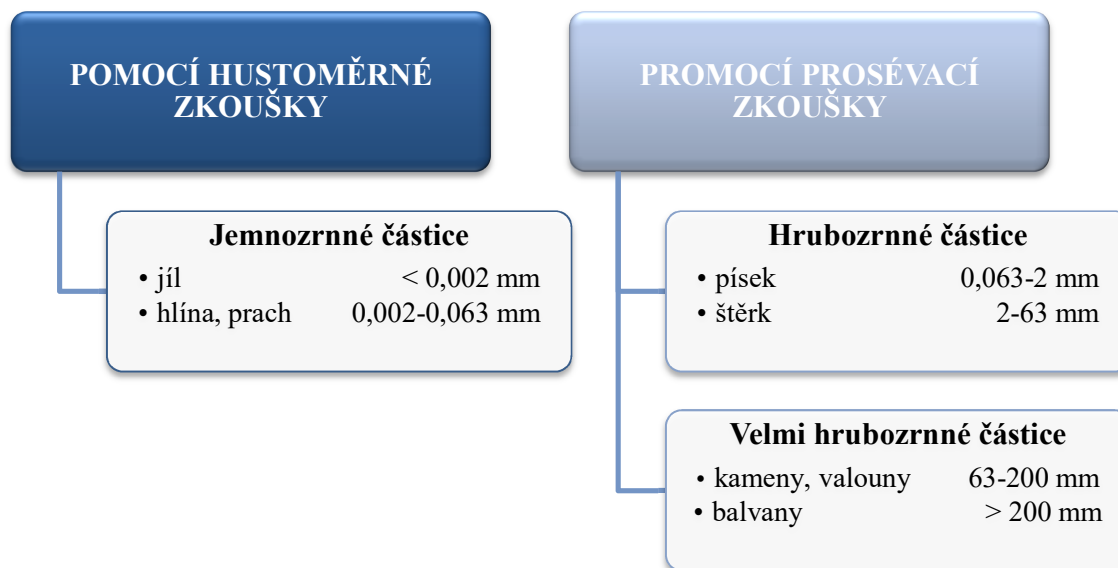 POMOCÍ HUSTOMĚRNÉ
ZKOUŠKY
Jemnozrnné částice
• jíl < 0,002 mm
• hlína, prach 0,002-0,063 mm
PROMOCÍ PROSÉVACÍ
ZKOUŠKY
Hrubozrnné částice
• písek 0,063-2 mm
• štěrk 2-63 mm
Velmi hrubozrnné částice
• kameny, valouny 63-200 mm
• balvany > 200 mm